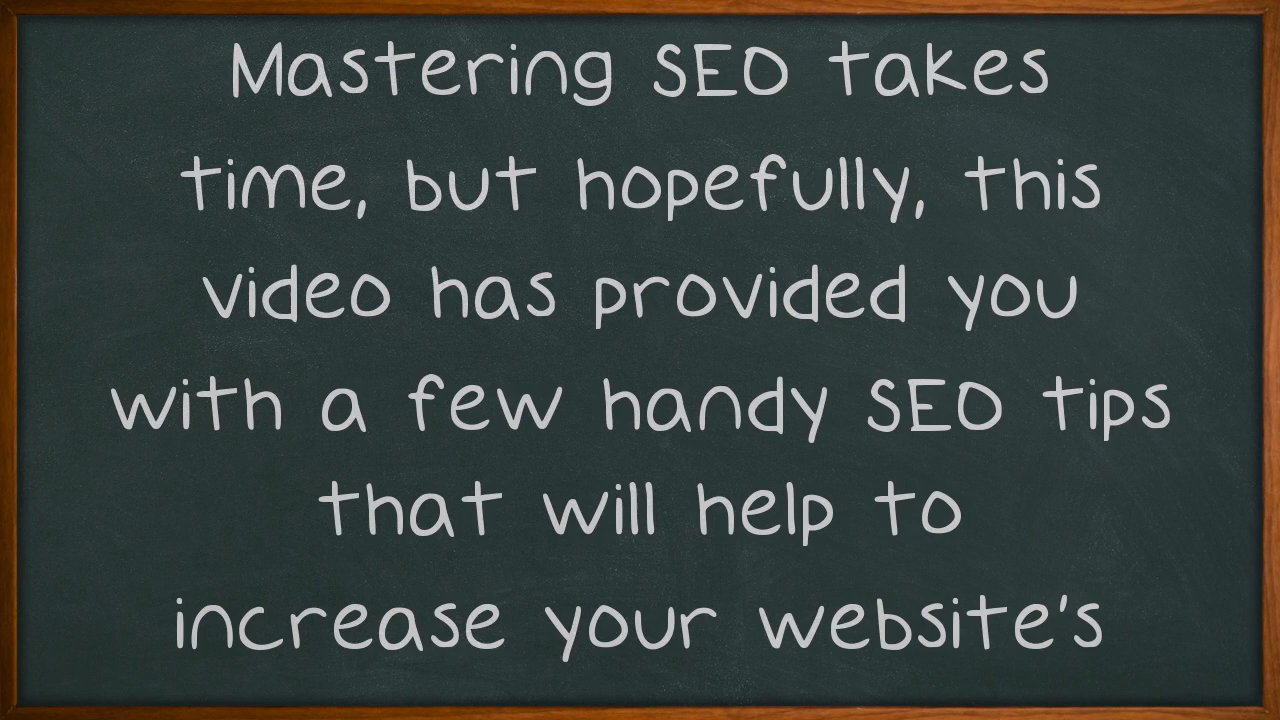 Mastering SEO takes
time, but hopefully, this
video has provided you
with a few handy SEO tips
that will help to
increase your website's